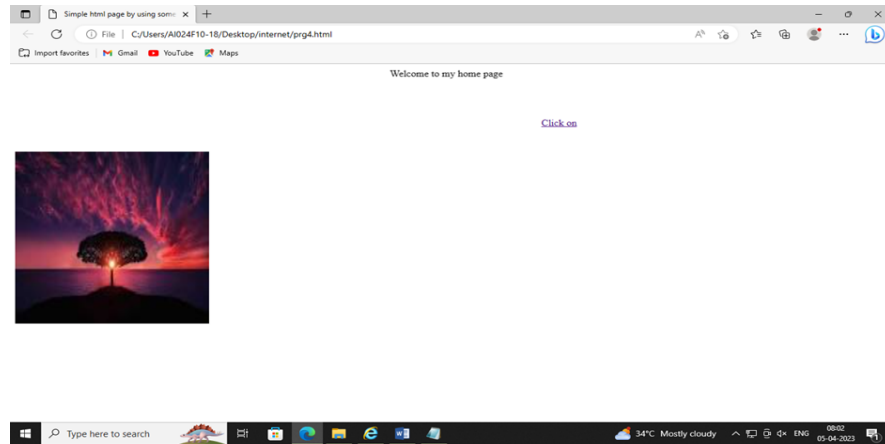 Simple html page by using some
File | C:/Users/AI024F10-18/Desktop/internet/prg4.html
Import favorites Gmail YouTube Maps
Welcome to my home page
Click on
Type here to search
34°C Mostly cloudy ENG
08:02
05-04-2023